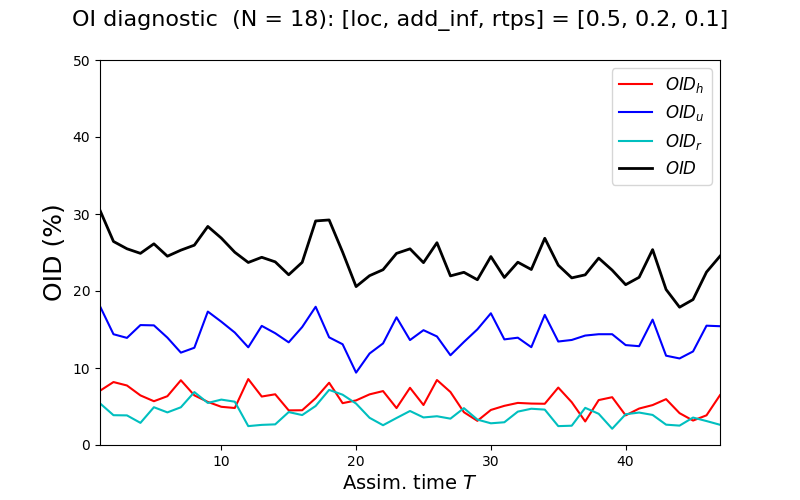 OI diagnostic  (N = 18): [loc, add_inf, rtps] = [0.5, 0.2, 0.1]
50
40
30
20
10
0
OID (%)
OID_h
OID_u
OID_r
OID
10
20
30
40
Assim. time T